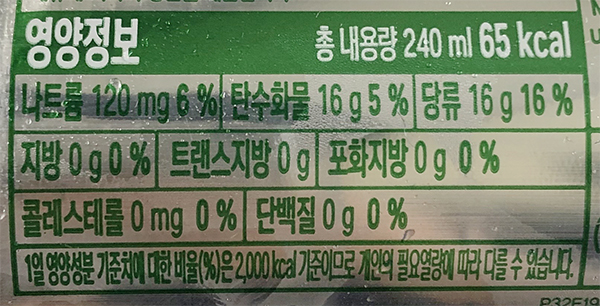 영양정보 총 내용량 240 ml 65 kcal
나트륨 120 mg 6 % 탄수화물 16 g 5 % 당류 16 g 16 %
지방 0 g 0 % 트랜스지방 0 g 포화지방 0 g 0 %
콜레스테롤 0 mg 0 % 단백질 0 g 0 %
1일 영양성분 기준치에 대한 비율(%)은 2,000 kcal 기준이므로 개인의 필요열량에 따라 다를 수 있습니다.